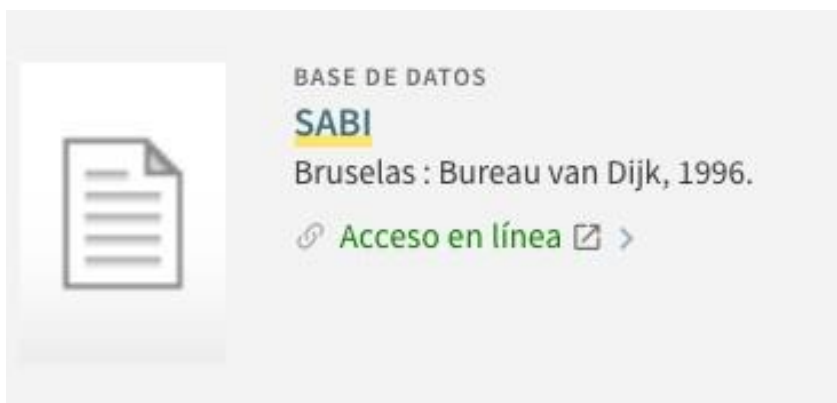 BASE DE DATOS
SABI
Bruselas : Bureau van Dijk, 1996.
Acceso en línea